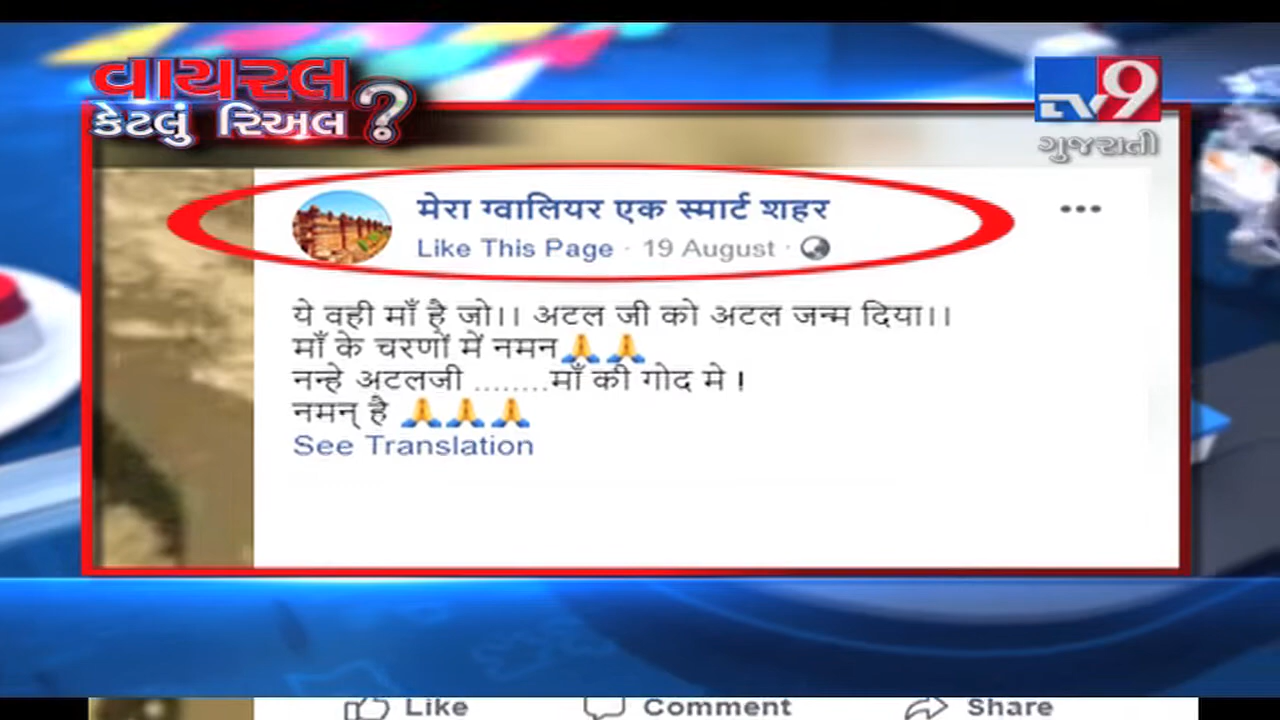 વાયરલ
કેટલું રિઅલ ?
TV9
ગુજરાતી
मेरा ग्वालियर एक स्मार्ट शहर
Like This Page · 19 August ·
ये वही माँ है जो।। अटल जी को अटल जन्म दिया।।
माँ के चरणों में नमन🙏🙏
नन्हे अटलजी ........माँ की गोद मे !
नमन् है 🙏🙏🙏
See Translation
Like Comment Share